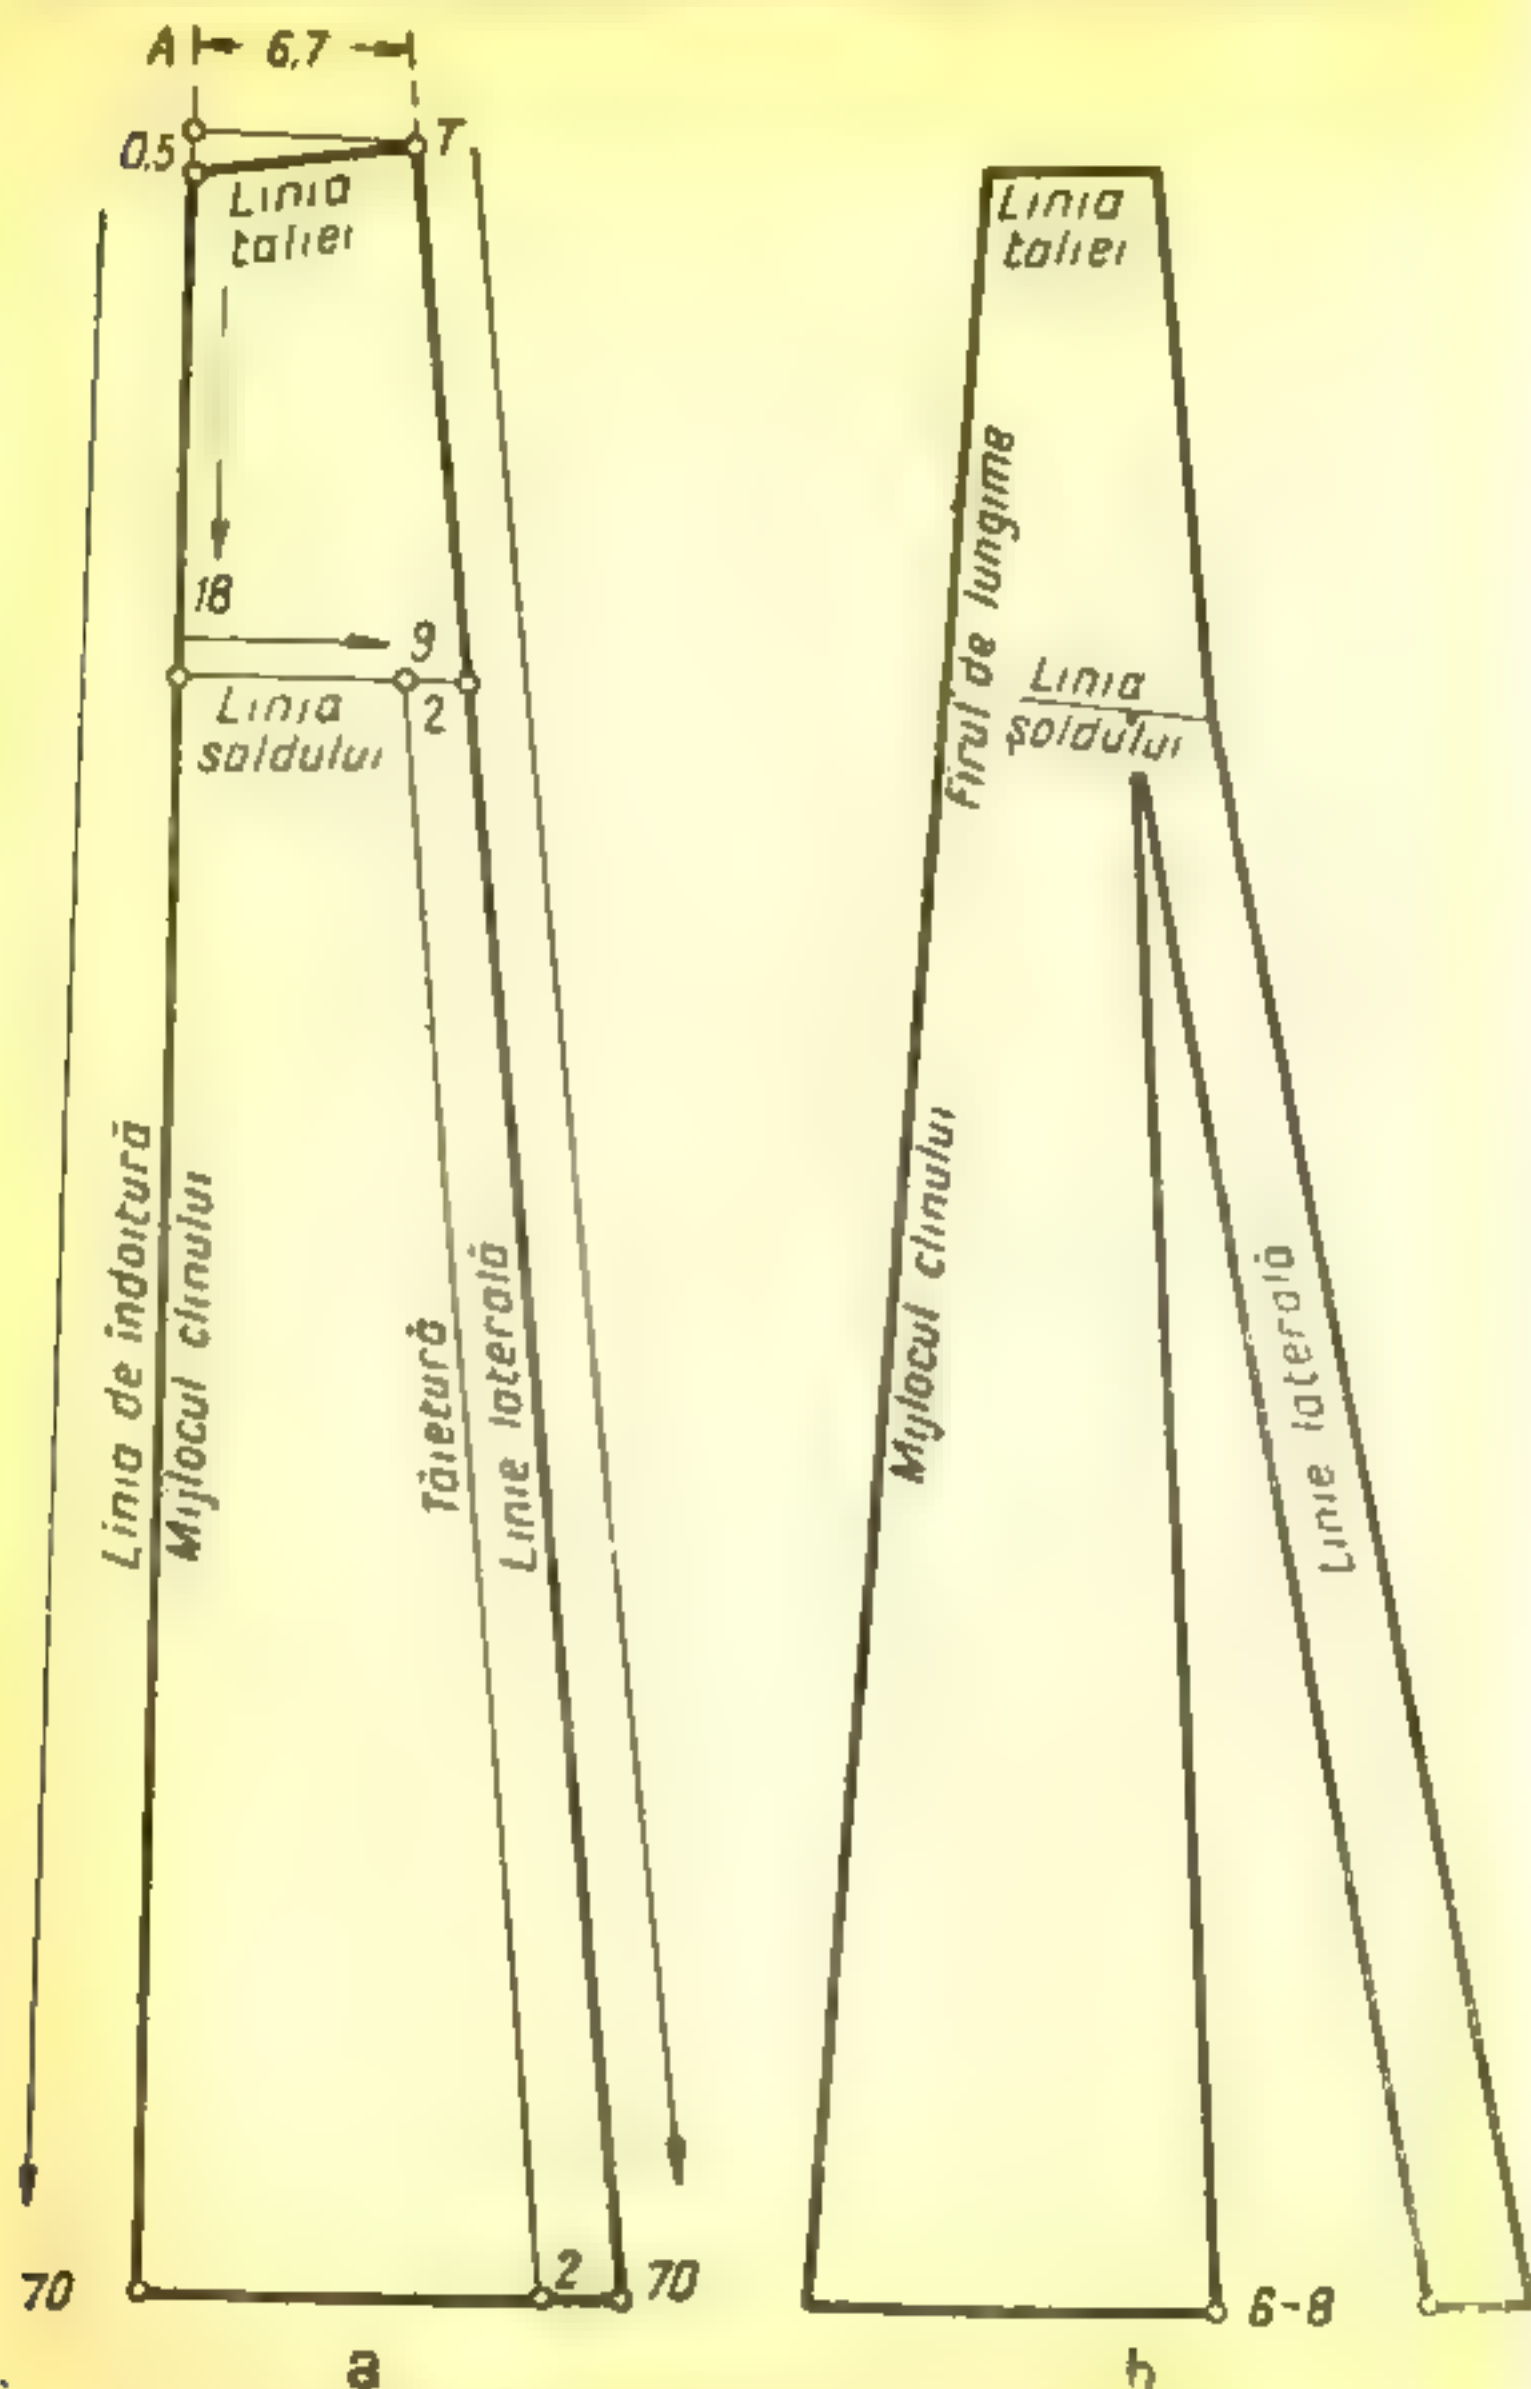 A 6,7
0,5
T
Linia
taliei
18
9
2
Linia
șoldului
Linia de îndoitură
Mijlocul clinului
Tăietură
Linie laterală
70
2
70
a
Linia
taliei
Firul de lungime
Linia
șoldului
Mijlocul clinului
Linie laterală
6-8
b